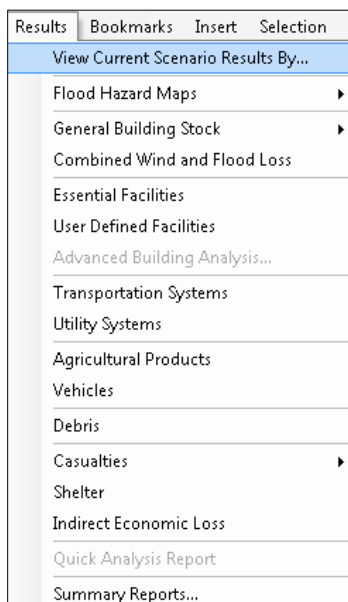 Results Bookmarks Insert Selection
View Current Scenario Results By...
Flood Hazard Maps
General Building Stock
Combined Wind and Flood Loss
Essential Facilities
User Defined Facilities
Advanced Building Analysis...
Transportation Systems
Utility Systems
Agricultural Products
Vehicles
Debris
Casualties
Shelter
Indirect Economic Loss
Quick Analysis Report
Summary Reports...